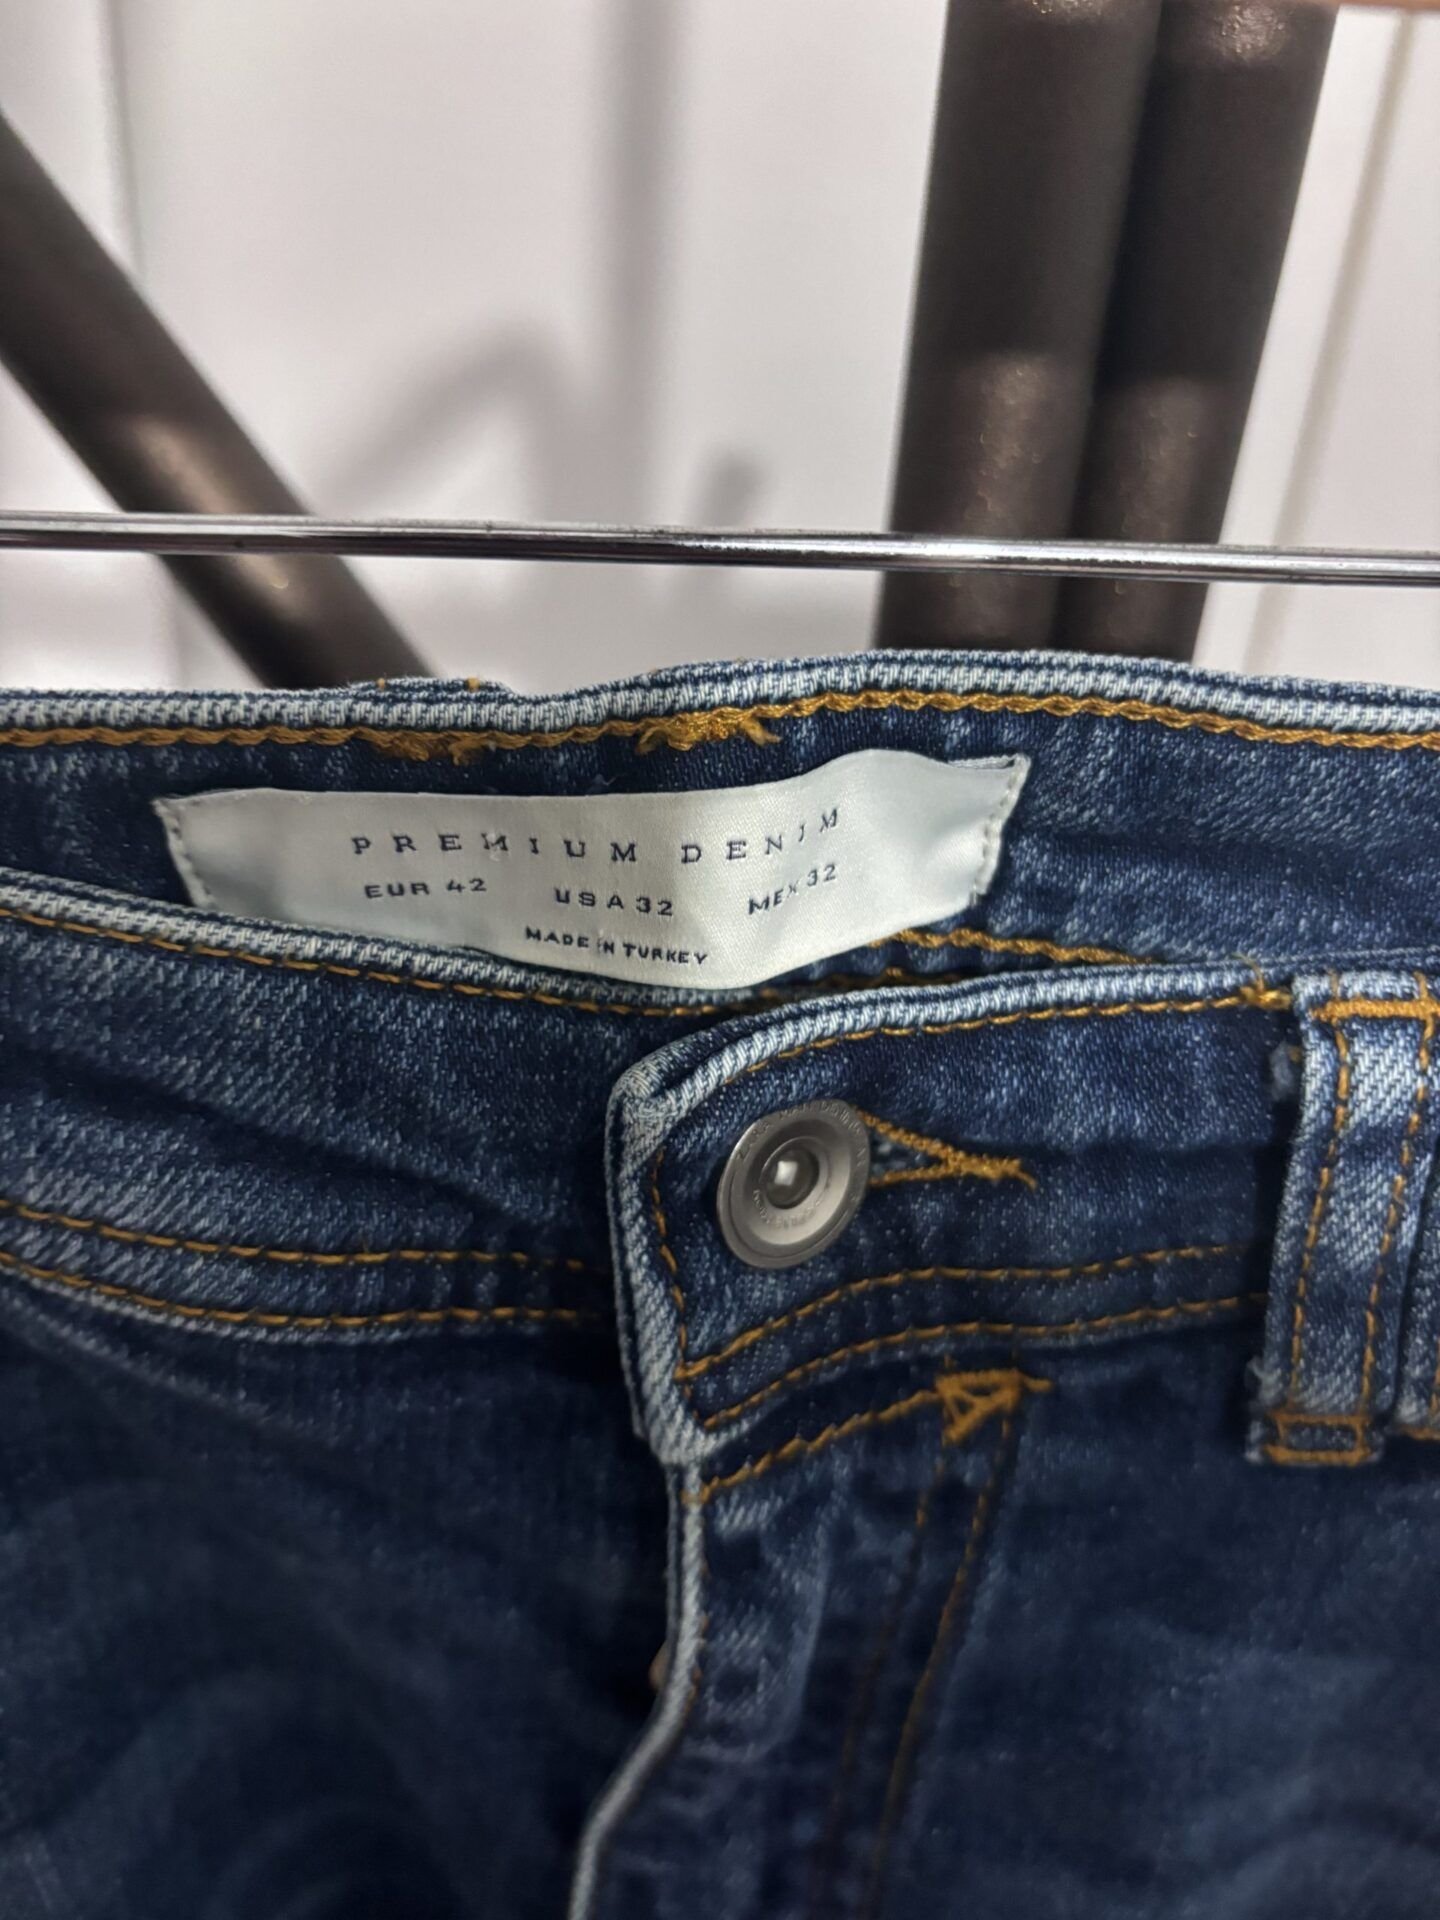 PREMIUM DENIM
EUR 42 USA 32 MEX 32
MADE IN TURKEY